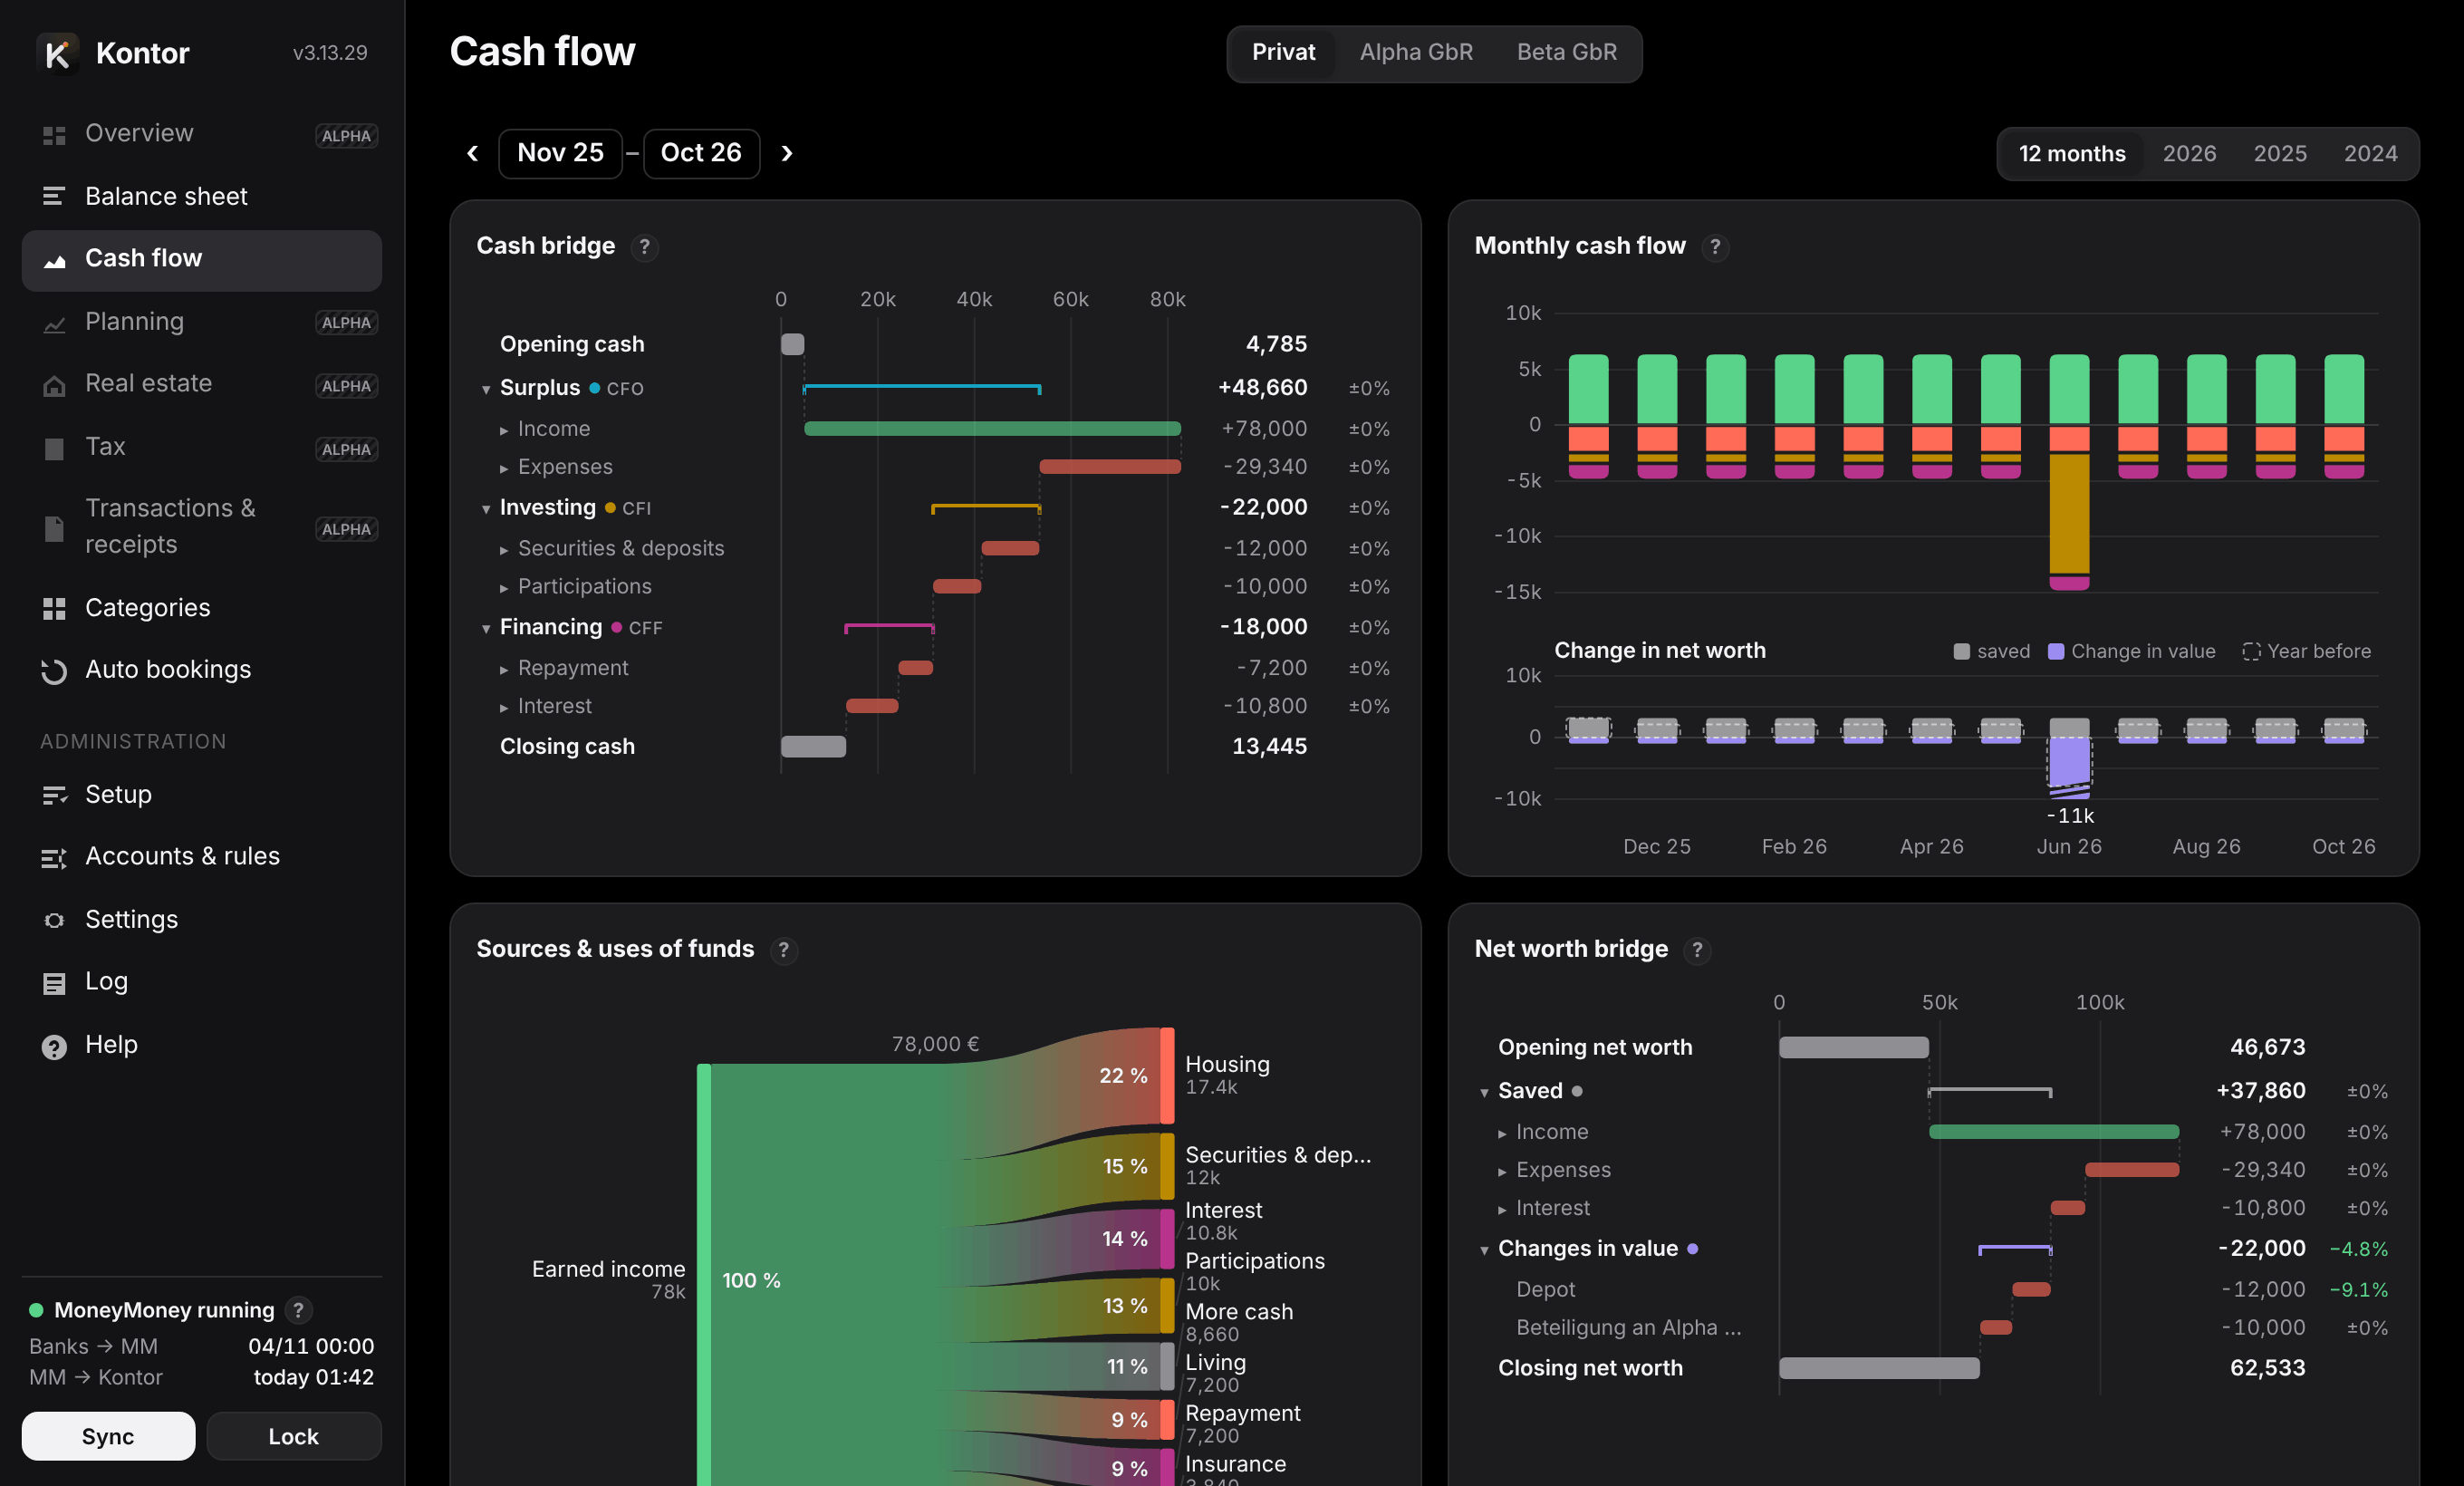 Kontor
v3.13.29
Overview
ALPHA
Balance sheet
Cash flow
Planning
ALPHA
Real estate
ALPHA
Tax
ALPHA
Transactions &
receipts
ALPHA
Categories
Auto bookings
ADMINISTRATION
Setup
Accounts & rules
Settings
Log
Help
MoneyMoney running ?
Banks → MM 04/11 00:00
MM → Kontor today 01:42
Sync
Lock
Cash flow
Privat Alpha GbR Beta GbR
Nov 25 – Oct 26
12 months 2026 2025 2024
Cash bridge ?
0 20k 40k 60k 80k
Opening cash 4,785
Surplus CFO +48,660 ±0%
Income +78,000 ±0%
Expenses -29,340 ±0%
Investing CFI -22,000 ±0%
Securities & deposits -12,000 ±0%
Participations -10,000 ±0%
Financing CFF -18,000 ±0%
Repayment -7,200 ±0%
Interest -10,800 ±0%
Closing cash 13,445
Monthly cash flow ?
10k
5k
0
-5k
-10k
-15k
Change in net worth saved Change in value Year before
10k
0
-10k
-11k
Dec 25 Feb 26 Apr 26 Jun 26 Aug 26 Oct 26
Sources & uses of funds ?
78,000 €
Earned income
78k
100 %
22 % Housing
17.4k
15 % Securities & dep...
12k
14 % Interest
10.8k
13 % Participations
10k
11 % More cash
8,660
9 % Living
7,200
9 % Repayment
7,200
Insurance
3,840
Net worth bridge ?
0 50k 100k
Opening net worth 46,673
Saved +37,860 ±0%
Income +78,000 ±0%
Expenses -29,340 ±0%
Interest -10,800 ±0%
Changes in value -22,000 −4.8%
Depot -12,000 −9.1%
Beteiligung an Alpha ... -10,000 ±0%
Closing net worth 62,533